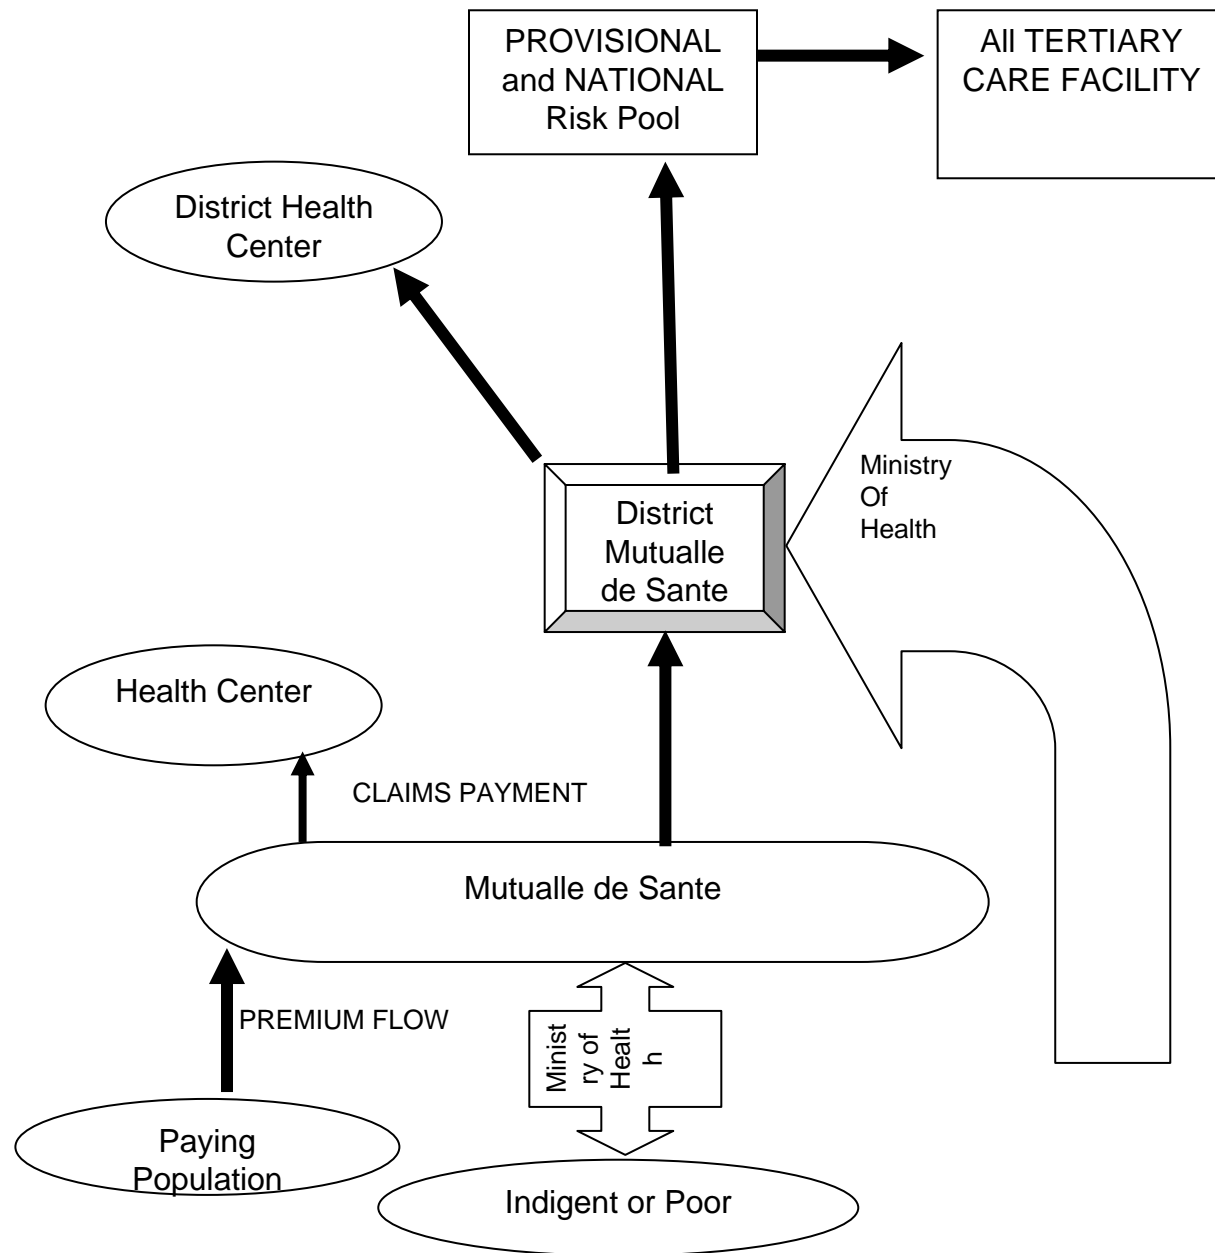 PROVISIONAL
and NATIONAL
Risk Pool
All TERTIARY
CARE FACILITY
District Health
Center
Ministry
Of
Health
District
Mutualle
de Sante
Health Center
CLAIMS PAYMENT
Mutualle de Sante
PREMIUM FLOW
Minist
ry of
Healt
h
Paying
Population
Indigent or Poor